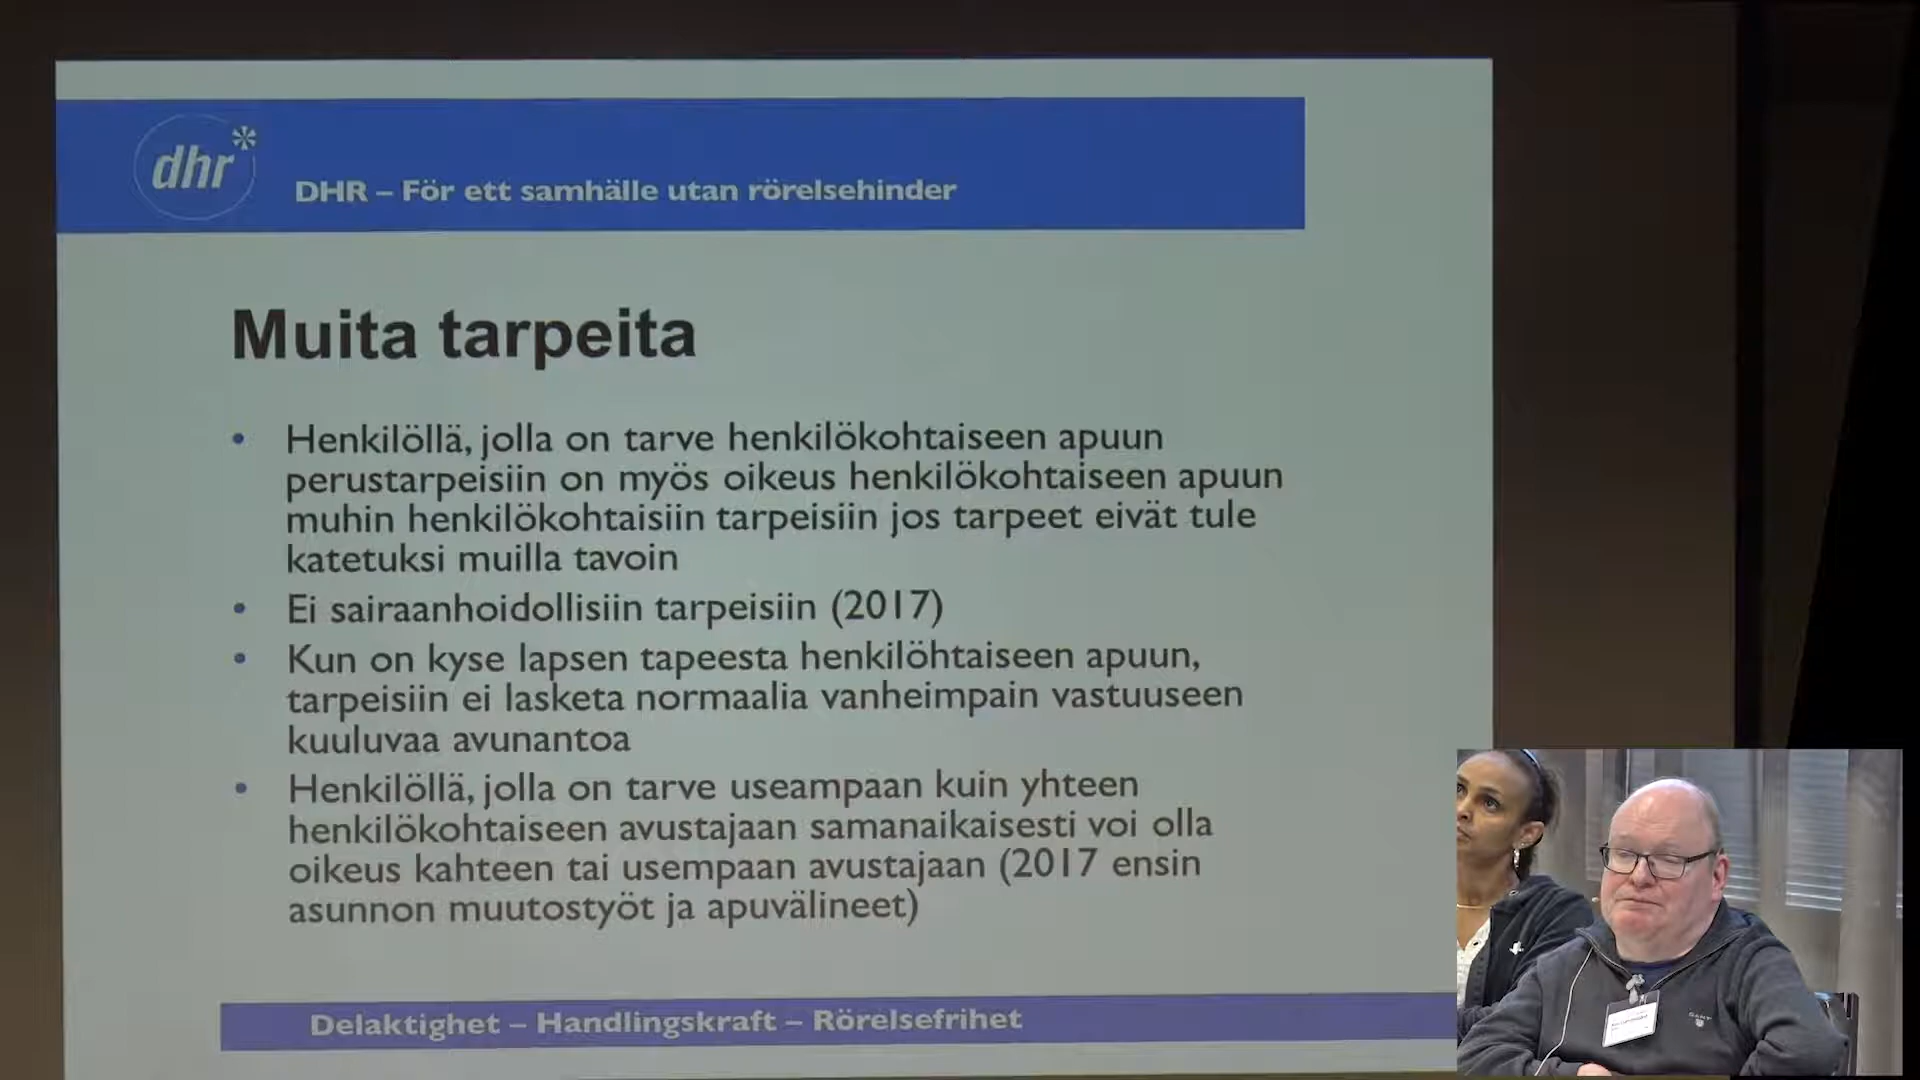 dhr
DHR – För ett samhälle utan rörelsehinder
Muita tarpeita
• Henkilöllä, jolla on tarve henkilökohtaiseen apuun
perustarpeisiin on myös oikeus henkilökohtaiseen apuun
muhin henkilökohtaisiin tarpeisiin jos tarpeet eivät tule
katetuksi muilla tavoin
• Ei sairaanhoidollisiin tarpeisiin (2017)
• Kun on kyse lapsen tapeesta henkilöhtaiseen apuun,
tarpeisiin ei lasketa normaalia vanheimpain vastuuseen
kuuluvaa avunantoa
• Henkilöllä, jolla on tarve useampaan kuin yhteen
henkilökohtaiseen avustajaan samanaikaisesti voi olla
oikeus kahteen tai usempaan avustajaan (2017 ensin
asunnon muutostyöt ja apuvälineet)
Delaktighet – Handlingskraft – Rörelsefrihet
GANT